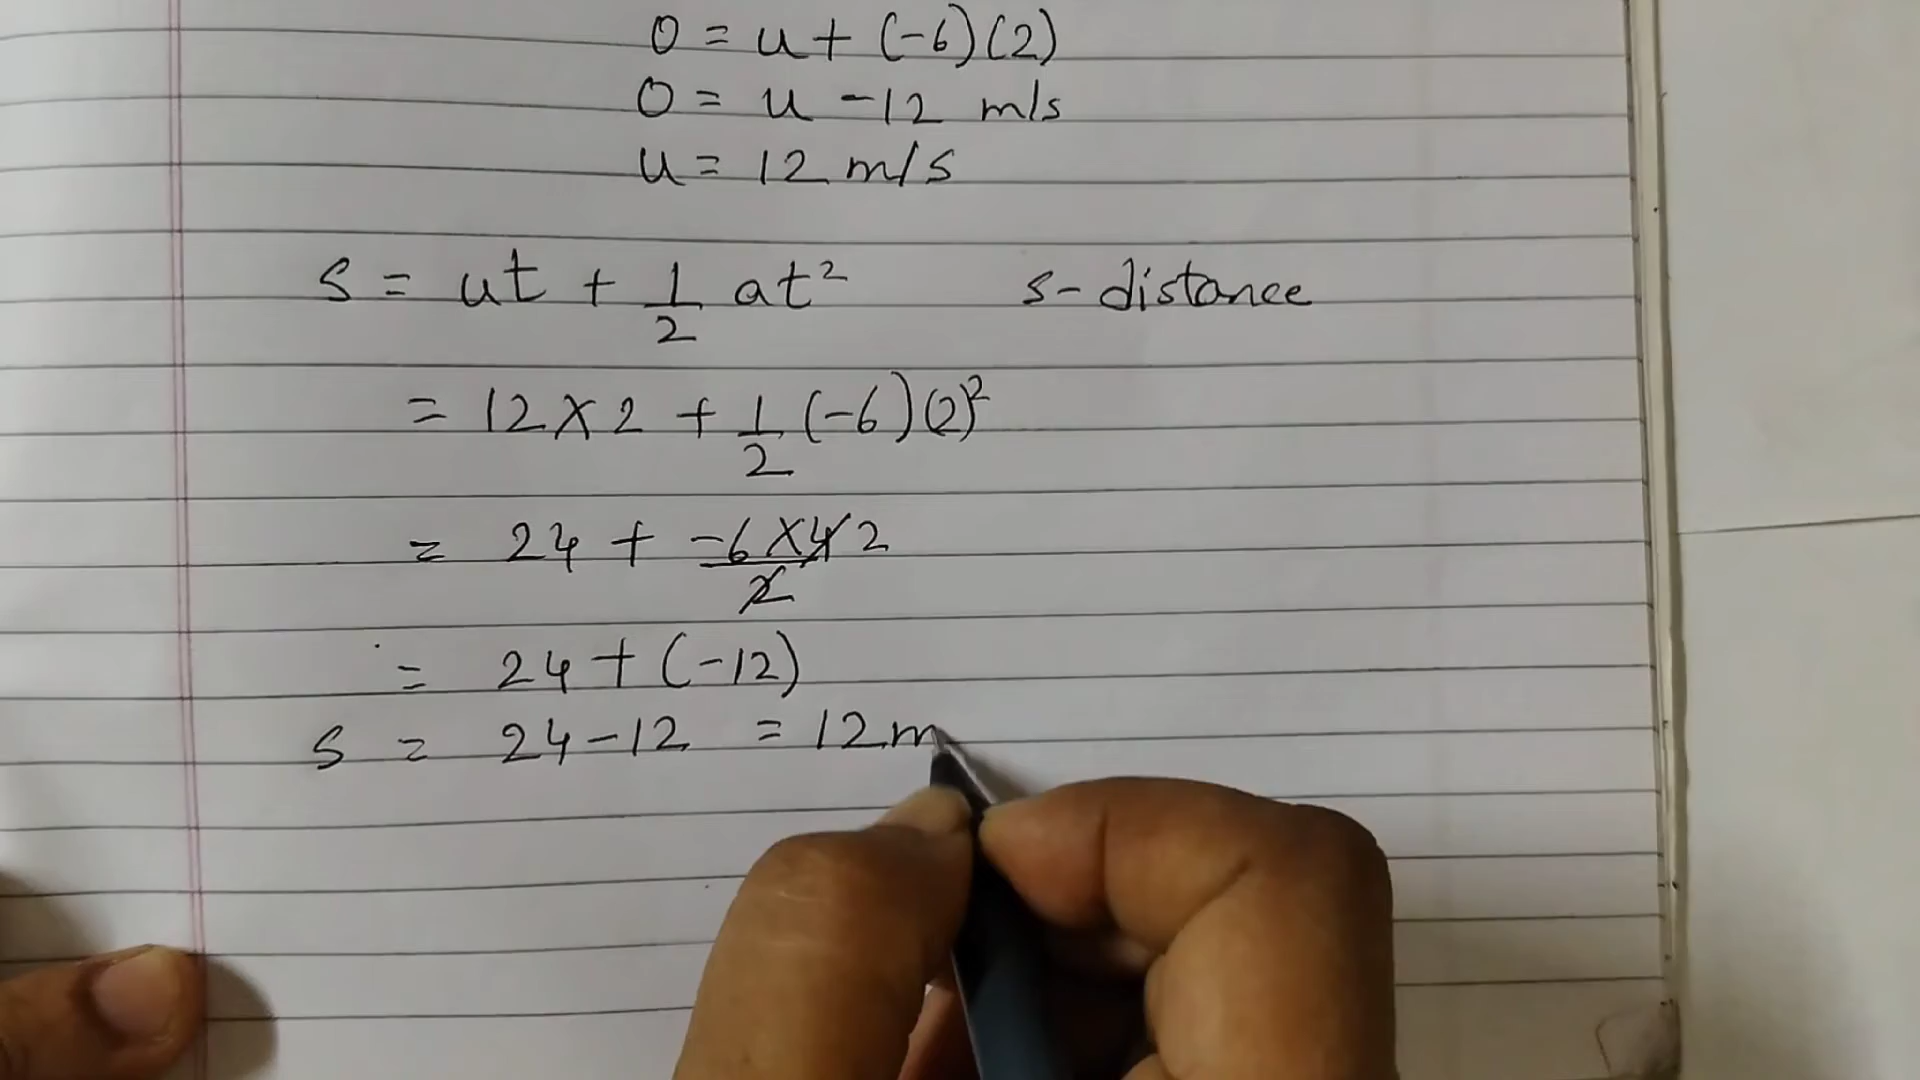 0 = u + (-6)(2)
0 = u - 12 m/s
u = 12 m/s
s = ut + 1/2 at² s - distance
= 12 × 2 + 1/2 (-6)(2)²
= 24 + -6 × 4 2 / 2
= 24 + (-12)
s = 24 - 12 = 12 m